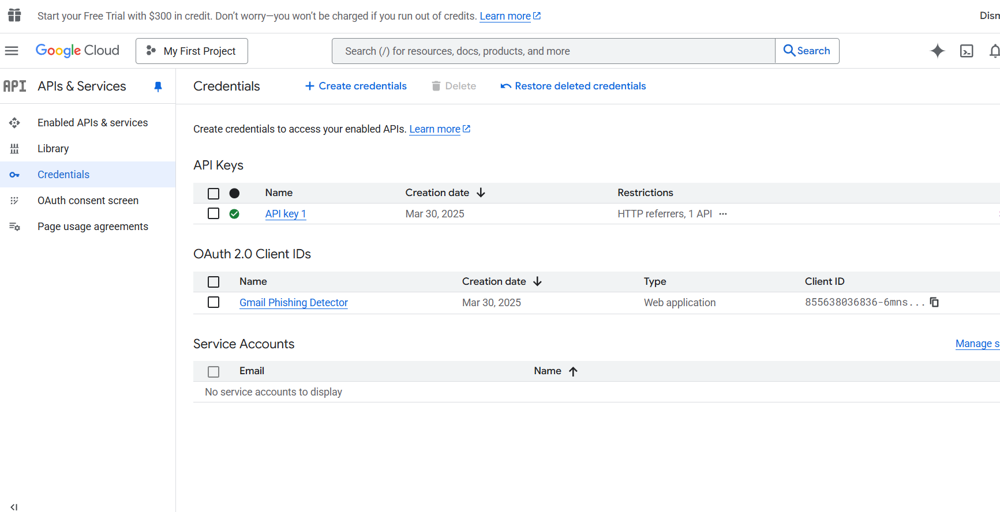 Start your Free Trial with $300 in credit. Don’t worry—you won’t be charged if you run out of credits. Learn more
Google Cloud
My First Project
Search (/) for resources, docs, products, and more
Search
API
APIs & Services
Credentials
Create credentials
Delete
Restore deleted credentials
Enabled APIs & services
Library
Credentials
OAuth consent screen
Page usage agreements
Create credentials to access your enabled APIs. Learn more
API Keys
Name Creation date Restrictions
API key 1 Mar 30, 2025 HTTP referrers, 1 API ...
OAuth 2.0 Client IDs
Name Creation date Type Client ID
Gmail Phishing Detector Mar 30, 2025 Web application 855638036836-6mns...
Service Accounts
Manage
Email Name
No service accounts to display